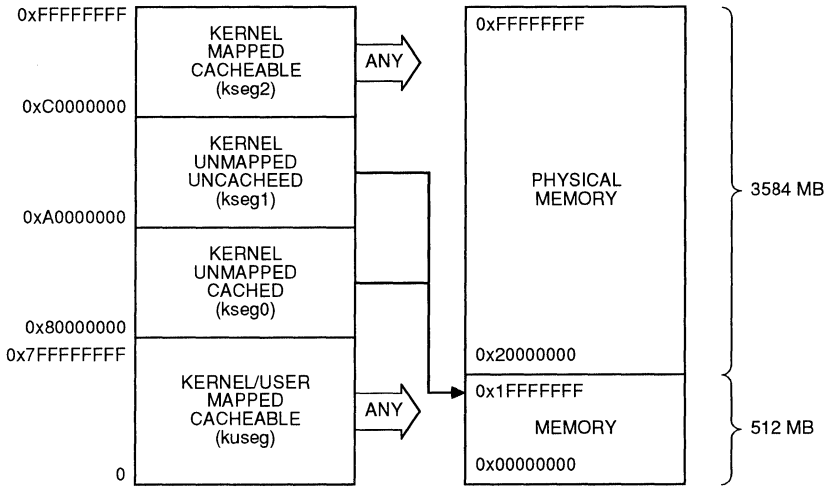 0xFFFFFFFF
KERNEL
MAPPED
CACHEABLE
(kseg2)
ANY
0xC0000000
KERNEL
UNMAPPED
UNCACHEED
(kseg1)
0xA0000000
KERNEL
UNMAPPED
CACHED
(kseg0)
0x80000000
0x7FFFFFFFF
KERNEL/USER
MAPPED
CACHEABLE
(kuseg)
ANY
0
0xFFFFFFFF
PHYSICAL
MEMORY
3584 MB
0x20000000
0x1FFFFFFF
MEMORY
512 MB
0x00000000